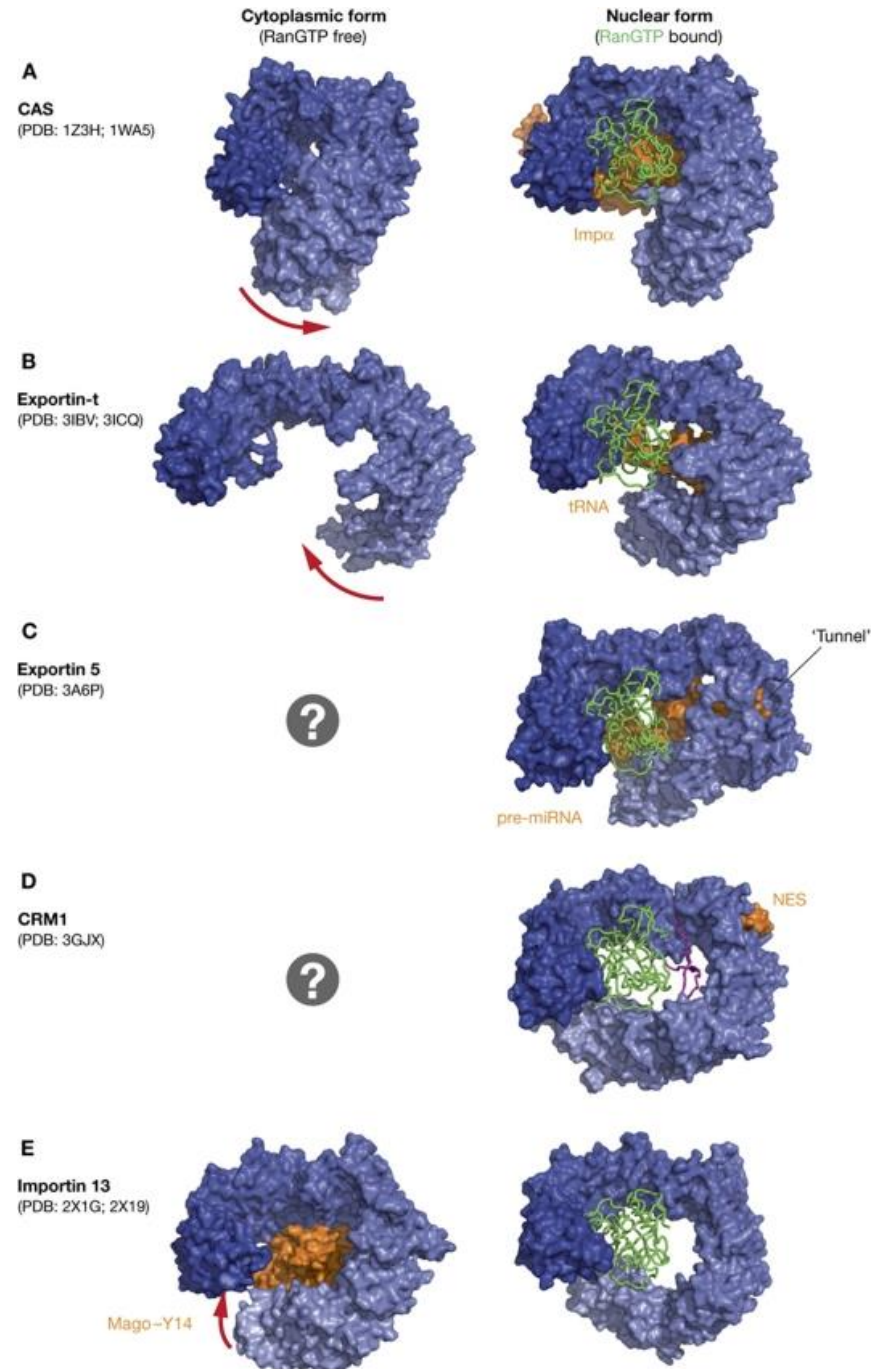 Cytoplasmic form
(RanGTP free)
Nuclear form
(RanGTP bound)
A
CAS
(PDB: 1Z3H; 1WA5)
Impα
B
Exportin-t
(PDB: 3IBV; 3ICQ)
tRNA
C
Exportin 5
(PDB: 3A6P)
?
'Tunnel'
pre-miRNA
D
CRM1
(PDB: 3GJX)
?
NES
E
Importin 13
(PDB: 2X1G; 2X19)
Mago–Y14